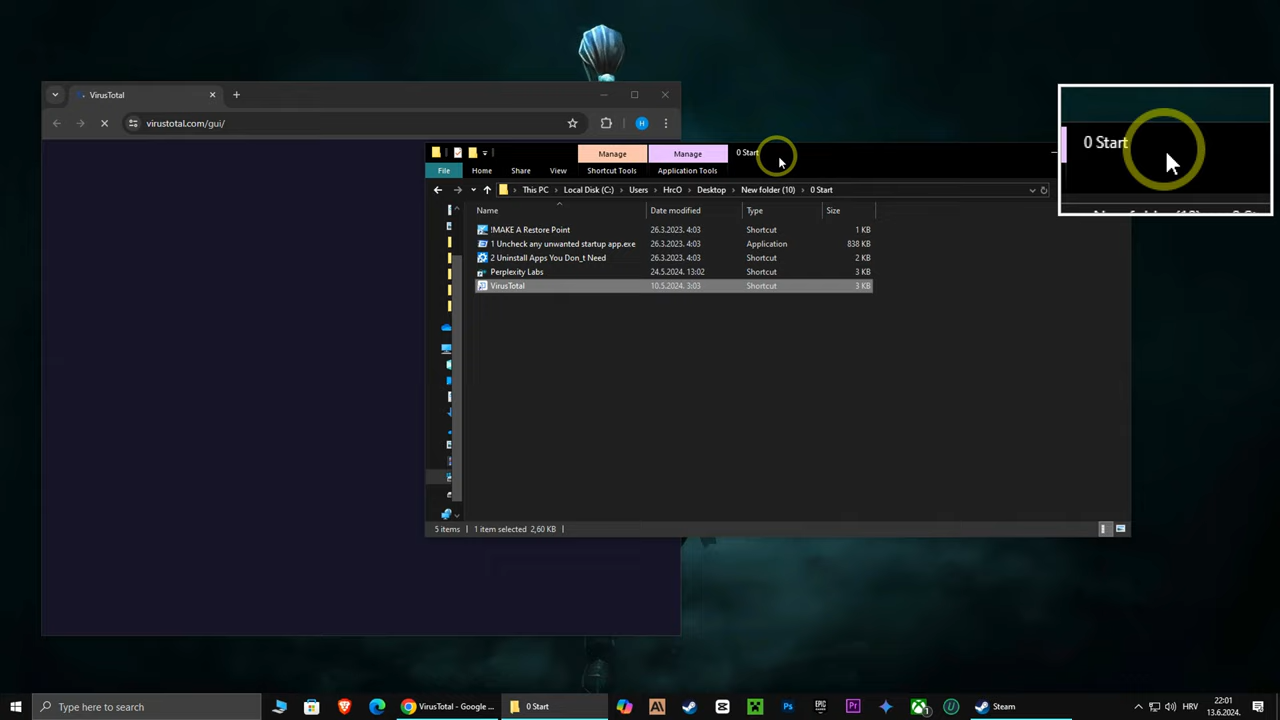 VirusTotal
virustotal.com/gui/
H
Manage
Manage
0 Start
File
Home
Share
View
Shortcut Tools
Application Tools
This PC
Local Disk (C:)
Users
HrcO
Desktop
New folder (10)
0 Start
Name
Date modified
Type
Size
!MAKE A Restore Point
26.3.2023. 4:03
Shortcut
1 KB
1 Uncheck any unwanted startup app.exe
26.3.2023. 4:03
Application
838 KB
2 Uninstall Apps You Don_t Need
26.3.2023. 4:03
Shortcut
2 KB
Perplexity Labs
24.5.2024. 13:02
Shortcut
3 KB
VirusTotal
10.5.2024. 3:03
Shortcut
3 KB
5 items
1 item selected 2,60 KB
0 Start
Type here to search
VirusTotal - Google ...
0 Start
Steam
HRV
22:01
13.6.2024.